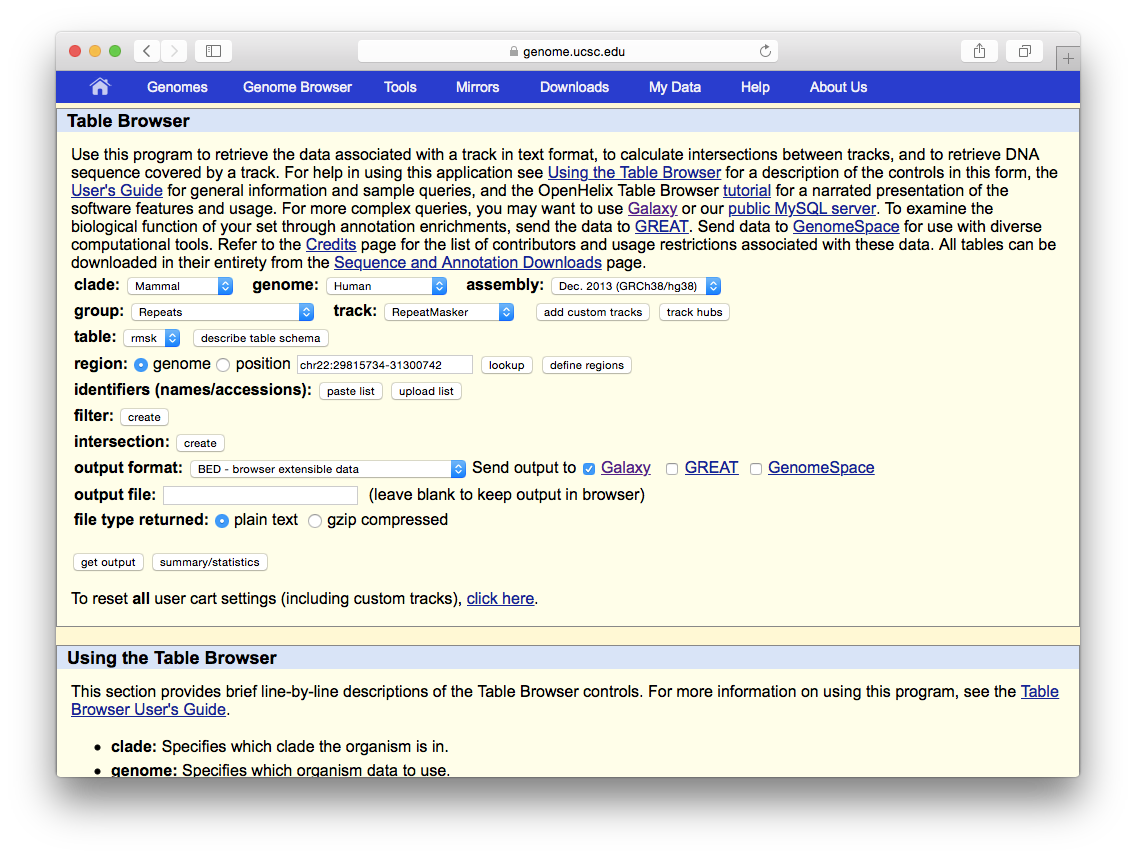 genome.ucsc.edu
Genomes Genome Browser Tools Mirrors Downloads My Data Help About Us
Table Browser
Use this program to retrieve the data associated with a track in text format, to calculate intersections between tracks, and to retrieve DNA
sequence covered by a track. For help in using this application see Using the Table Browser for a description of the controls in this form, the
User's Guide for general information and sample queries, and the OpenHelix Table Browser tutorial for a narrated presentation of the
software features and usage. For more complex queries, you may want to use Galaxy or our public MySQL server. To examine the
biological function of your set through annotation enrichments, send the data to GREAT. Send data to GenomeSpace for use with diverse
computational tools. Refer to the Credits page for the list of contributors and usage restrictions associated with these data. All tables can be
downloaded in their entirety from the Sequence and Annotation Downloads page.
clade: Mammal genome: Human assembly: Dec. 2013 (GRCh38/hg38)
group: Repeats track: RepeatMasker add custom tracks track hubs
table: rmsk describe table schema
region: genome position chr22:29815734-31300742 lookup define regions
identifiers (names/accessions): paste list upload list
filter: create
intersection: create
output format: BED - browser extensible data Send output to Galaxy GREAT GenomeSpace
output file: (leave blank to keep output in browser)
file type returned: plain text gzip compressed
get output summary/statistics
To reset all user cart settings (including custom tracks), click here.
Using the Table Browser
This section provides brief line-by-line descriptions of the Table Browser controls. For more information on using this program, see the Table
Browser User's Guide.
• clade: Specifies which clade the organism is in.
• genome: Specifies which organism data to use.